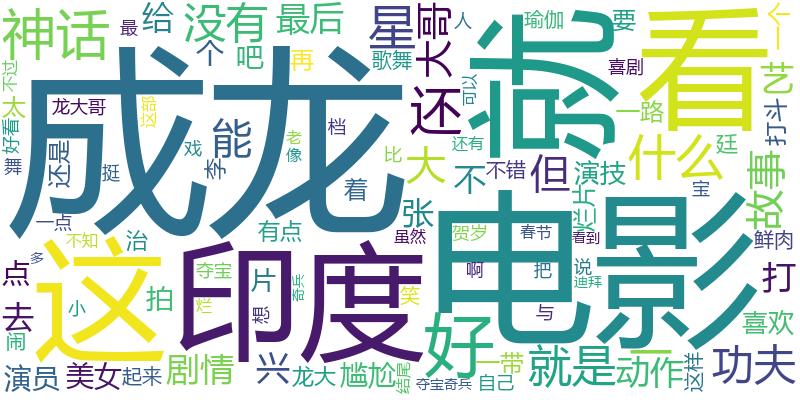 神话
给
没有
最后
星
大哥
人
瑜伽
要
一个
最
个
吧
再
歌舞
还
就
看
喜剧
不过
太
龙大哥
这部
成龙
能
老
档
可以
一路
艺
好看
舞
还是
挺
戏
李
像
着
比
大
还有
不错
不
但
演技
什么
廷
打斗
烂片
宝
故事
一点
不知
治
有点
张
虽然
贺岁
春节
看到
鲜肉
这
印度
电影
点
多
夺宝
片
奇兵
啊
把
说
迪拜
打
去
小
拍
烂
想
笑
与
喜欢
闹
好
演员
美女
起来
剧情
兴
龙大
尴尬
结尾
一带
夺宝奇兵
自己
就是
动作
这样
功夫